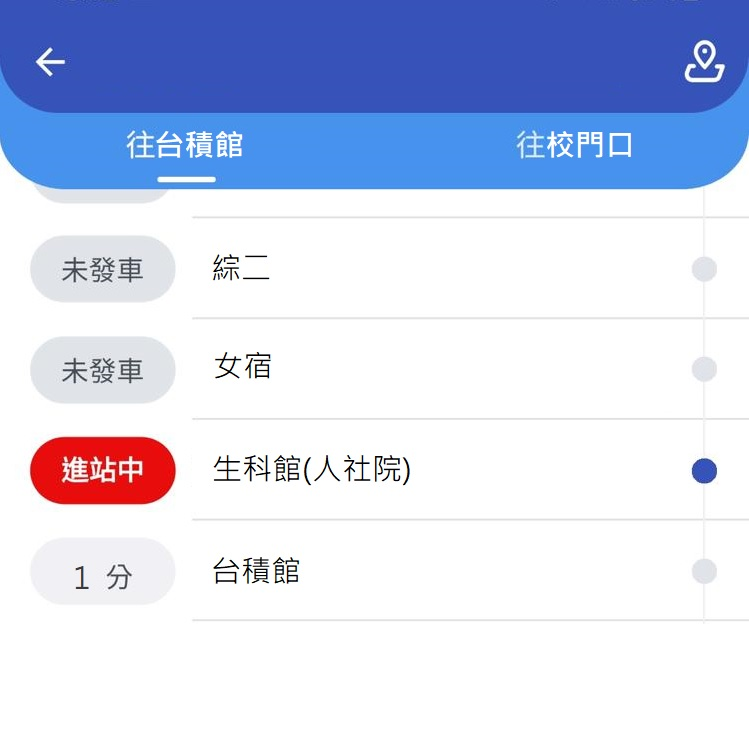 往台積館
往校門口
未發車 綜二
未發車 女宿
進站中 生科館(人社院)
1 分 台積館